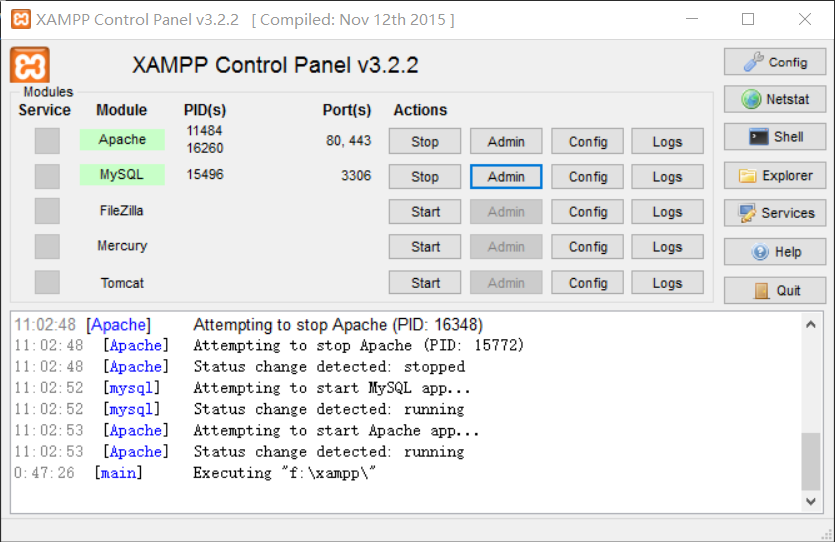 XAMPP Control Panel v3.2.2 [ Compiled: Nov 12th 2015 ]
XAMPP Control Panel v3.2.2
Config
Modules
Service Module PID(s) Port(s) Actions
Netstat
Apache 11484 16260 80, 443 Stop Admin Config Logs
Shell
MySQL 15496 3306 Stop Admin Config Logs
Explorer
FileZilla Start Admin Config Logs
Services
Mercury Start Admin Config Logs
Help
Tomcat Start Admin Config Logs
Quit
11:02:48 [Apache] Attempting to stop Apache (PID: 16348)
11:02:48 [Apache] Attempting to stop Apache (PID: 15772)
11:02:48 [Apache] Status change detected: stopped
11:02:52 [mysql] Attempting to start MySQL app...
11:02:52 [mysql] Status change detected: running
11:02:53 [Apache] Attempting to start Apache app...
11:02:53 [Apache] Status change detected: running
0:47:26 [main] Executing "f:\xampp\"